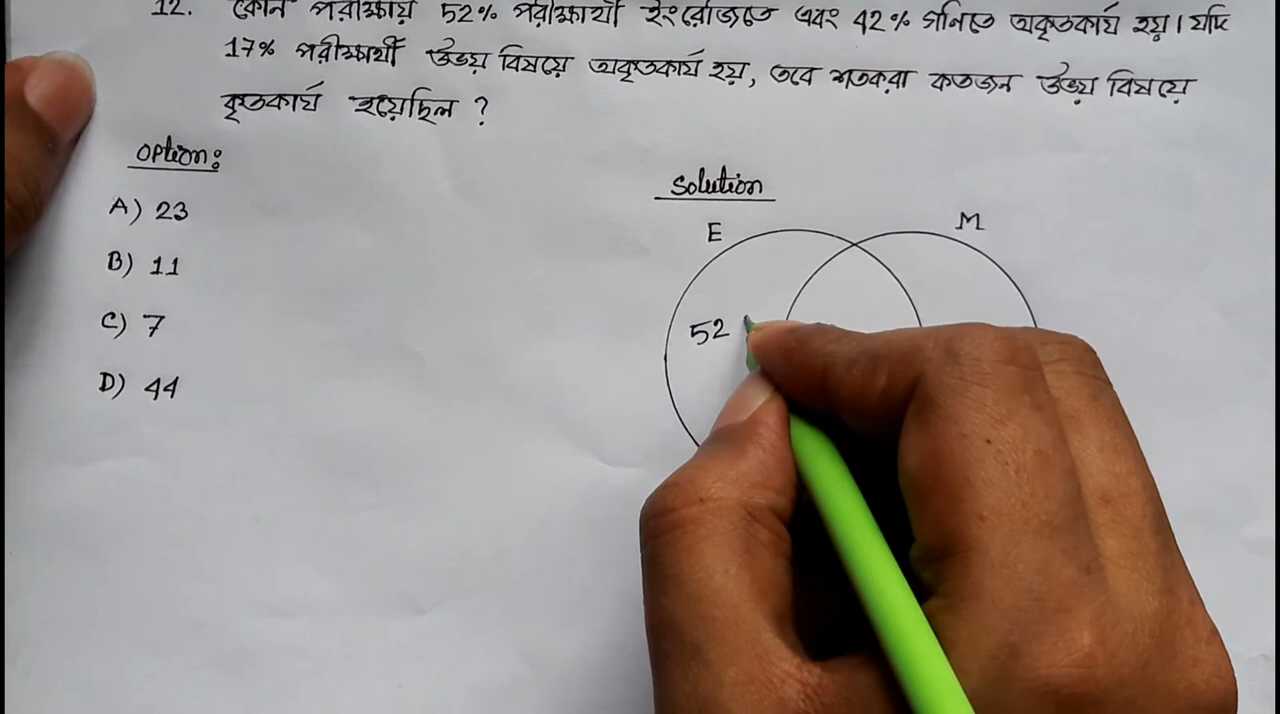 12. কোন পরীক্ষায় 52% পরীক্ষার্থী ইংরেজিতে এবং 42% গনিতে অকৃতকার্য হয়। যদি
17% পরীক্ষার্থী উভয় বিষয়ে অকৃতকার্য হয়, তবে শতকরা কতজন উভয় বিষয়ে
কৃতকার্য হয়েছিল ?
Option:
A) 23
B) 11
C) 7
D) 44
Solution
E
M
52